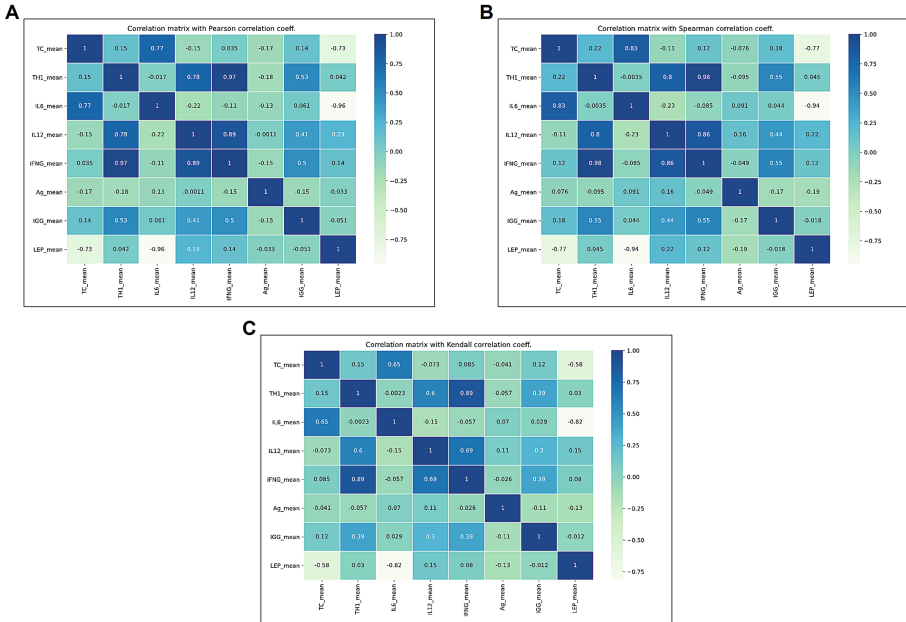 A
Correlation matrix with Pearson correlation coeff.
TC_mean 1 0.15 0.77 -0.15 0.035 -0.17 0.14 -0.73
TH1_mean 0.15 1 -0.017 0.78 0.97 -0.18 0.53 0.042
IL6_mean 0.77 -0.017 1 -0.22 -0.11 -0.13 0.061 -0.96
IL12_mean -0.15 0.78 -0.22 1 0.89 -0.0011 0.41 0.23
IFNG_mean 0.035 0.97 -0.11 0.89 1 -0.15 0.5 0.14
Ag_mean -0.17 -0.18 -0.13 -0.0011 -0.15 1 -0.15 -0.033
IGG_mean 0.14 0.53 0.061 0.41 0.5 -0.15 1 -0.051
LEP_mean -0.73 0.042 -0.96 0.23 0.14 -0.033 -0.051 1
TC_mean TH1_mean IL6_mean IL12_mean IFNG_mean Ag_mean IGG_mean LEP_mean
1.00
0.75
0.50
0.25
0.00
−0.25
−0.50
−0.75
B
Correlation matrix with Spearman correlation coeff.
TC_mean 1 0.22 0.83 -0.11 0.12 -0.076 0.18 -0.77
TH1_mean 0.22 1 -0.0035 0.8 0.98 -0.095 0.55 0.045
IL6_mean 0.83 -0.0035 1 -0.23 -0.085 0.091 0.044 -0.94
IL12_mean -0.11 0.8 -0.23 1 0.86 0.16 0.44 0.22
IFNG_mean 0.12 0.98 -0.085 0.86 1 -0.049 0.55 0.12
Ag_mean -0.076 -0.095 0.091 0.16 -0.049 1 -0.17 -0.19
IGG_mean 0.18 0.55 0.044 0.44 0.55 -0.17 1 -0.018
LEP_mean -0.77 0.045 -0.94 0.22 0.12 -0.19 -0.018 1
TC_mean TH1_mean IL6_mean IL12_mean IFNG_mean Ag_mean IGG_mean LEP_mean
1.00
0.75
0.50
0.25
0.00
−0.25
−0.50
−0.75
C
Correlation matrix with Kendall correlation coeff.
TC_mean 1 0.15 0.65 -0.073 0.085 -0.041 0.12 -0.58
TH1_mean 0.15 1 -0.0023 0.6 0.89 -0.057 0.39 0.03
IL6_mean 0.65 -0.0023 1 -0.15 -0.057 0.07 0.029 -0.82
IL12_mean -0.073 0.6 -0.15 1 0.69 0.11 0.3 0.15
IFNG_mean 0.085 0.89 -0.057 0.69 1 -0.026 0.39 0.08
Ag_mean -0.041 -0.057 0.07 0.11 -0.026 1 -0.11 -0.13
IGG_mean 0.12 0.39 0.029 0.3 0.39 -0.11 1 -0.012
LEP_mean -0.58 0.03 -0.82 0.15 0.08 -0.13 -0.012 1
TC_mean TH1_mean IL6_mean IL12_mean IFNG_mean Ag_mean IGG_mean LEP_mean
1.00
0.75
0.50
0.25
0.00
−0.25
−0.50
−0.75